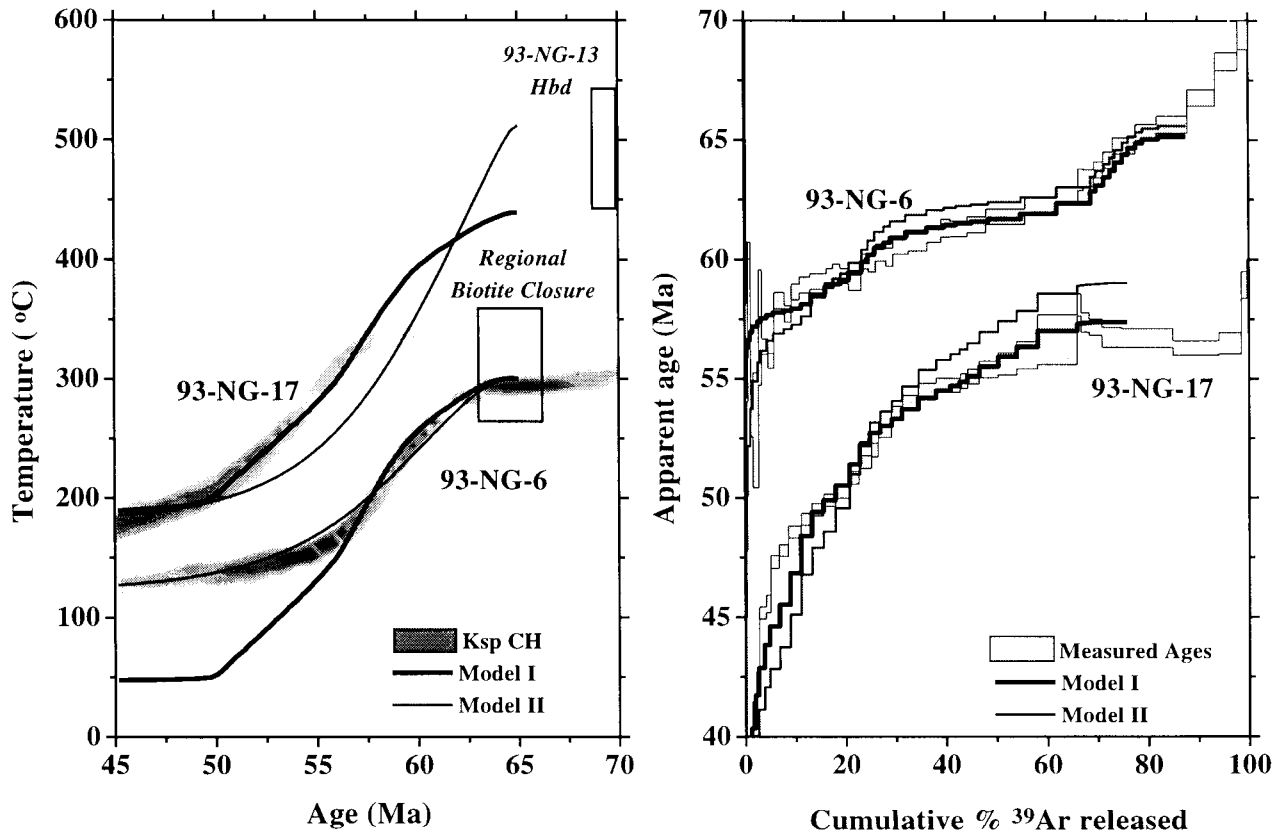 600
500
400
300
200
100
0
Temperature ( °C)
45
50
55
60
65
70
Age (Ma)
93-NG-13
Hbd
Regional
Biotite Closure
93-NG-17
93-NG-6
Ksp CH
Model I
Model II
70
65
60
55
50
45
40
Apparent age (Ma)
0
20
40
60
80
100
Cumulative % ³⁹Ar released
93-NG-6
93-NG-17
Measured Ages
Model I
Model II